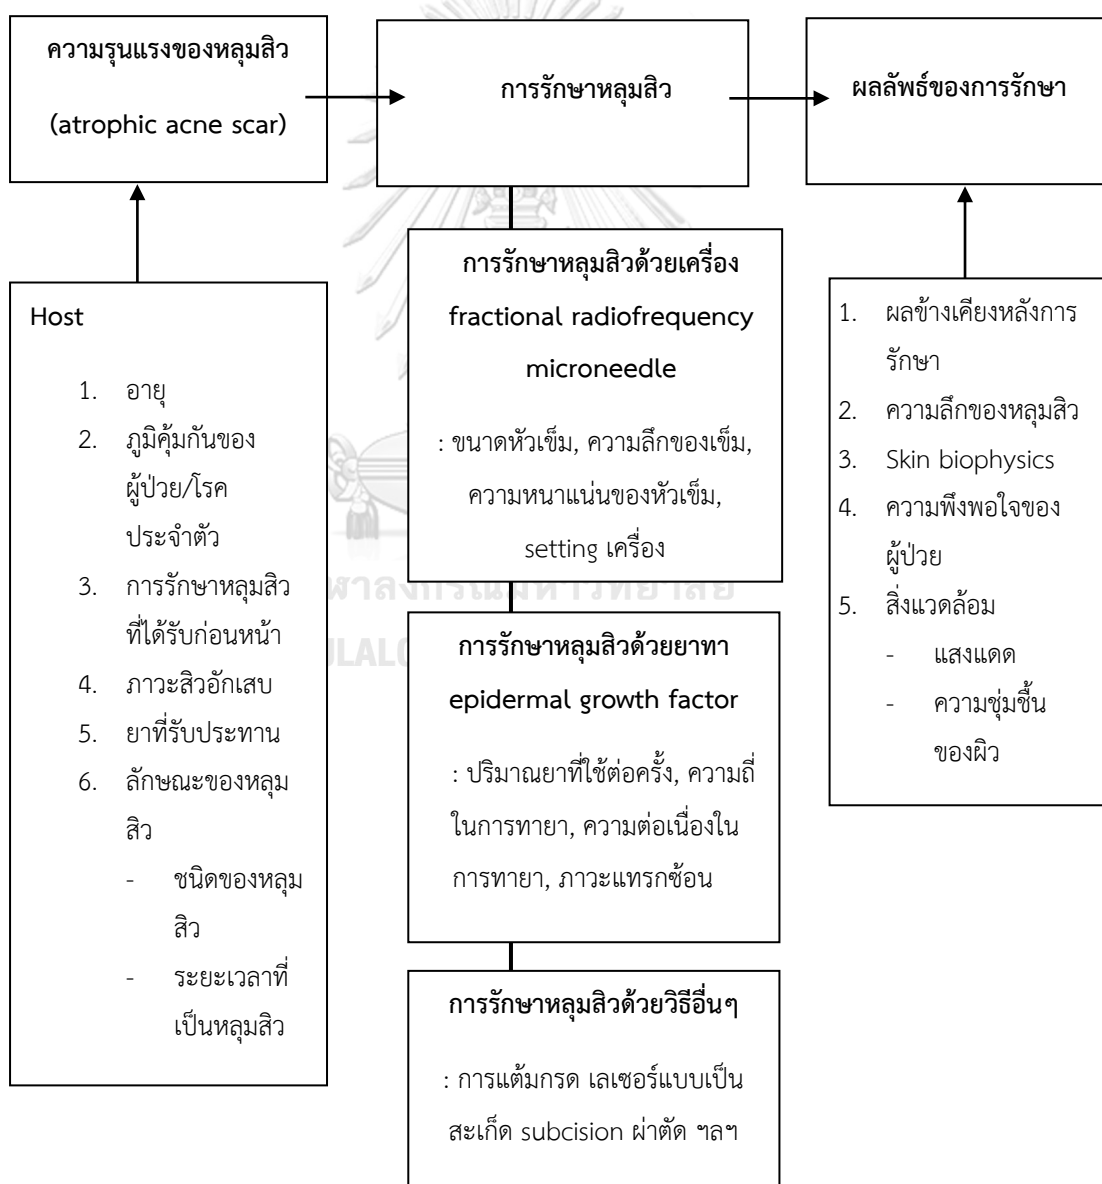 ความรุนแรงของหลุมสิว
(atrophic acne scar)
การรักษาหลุมสิว
ผลลัพธ์ของการรักษา
Host
1. อายุ
2. ภูมิคุ้มกันของ
ผู้ป่วย/โรค
ประจำตัว
3. การรักษาหลุมสิว
ที่ได้รับก่อนหน้า
4. ภาวะสิวอักเสบ
5. ยาที่รับประทาน
6. ลักษณะของหลุม
สิว
- ชนิดของหลุม
สิว
- ระยะเวลาที่
เป็นหลุมสิว
การรักษาหลุมสิวด้วยเครื่อง
fractional radiofrequency
microneedle
: ขนาดหัวเข็ม, ความลึกของเข็ม,
ความหนาแน่นของหัวเข็ม,
setting เครื่อง
การรักษาหลุมสิวด้วยยาทา
epidermal growth factor
: ปริมาณยาที่ใช้ต่อครั้ง, ความถี่
ในการทายา, ความต่อเนื่องใน
การทายา, ภาวะแทรกซ้อน
การรักษาหลุมสิวด้วยวิธีอื่นๆ
: การแต้มกรด เลเซอร์แบบเป็น
สะเก็ด subcision ผ่าตัด ฯลฯ
1. ผลข้างเคียงหลังการ
รักษา
2. ความลึกของหลุมสิว
3. Skin biophysics
4. ความพึงพอใจของ
ผู้ป่วย
5. สิ่งแวดล้อม
- แสงแดด
- ความชุ่มชื้น
ของผิว